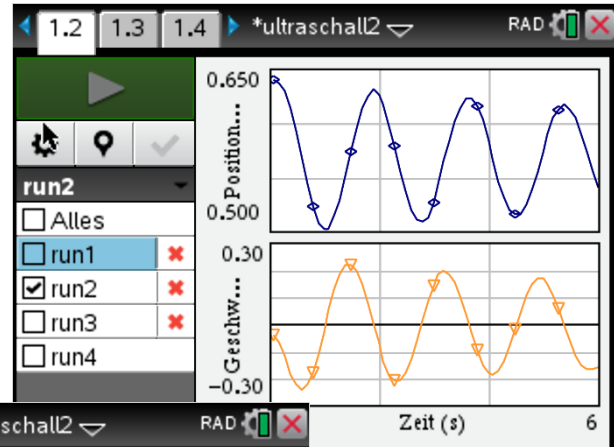 1.2 1.3 1.4 *ultraschall2 RAD
0.650
Position...
0.500
run2
Alles
run1
run2
run3
run4
0.30
Geschw...
-0.30
Zeit (s) 6
schall2 RAD